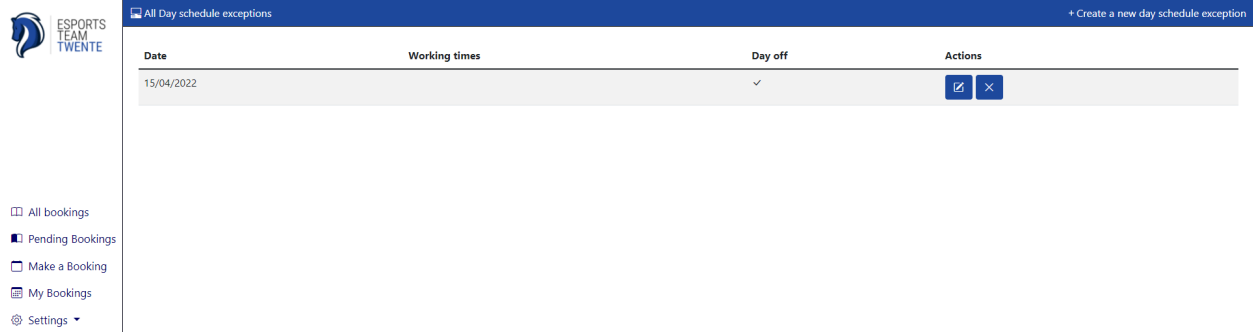 ESPORTS
TEAM
TWENTE
All Day schedule exceptions
+ Create a new day schedule exception
Date Working times Day off Actions
15/04/2022
All bookings
Pending Bookings
Make a Booking
My Bookings
Settings